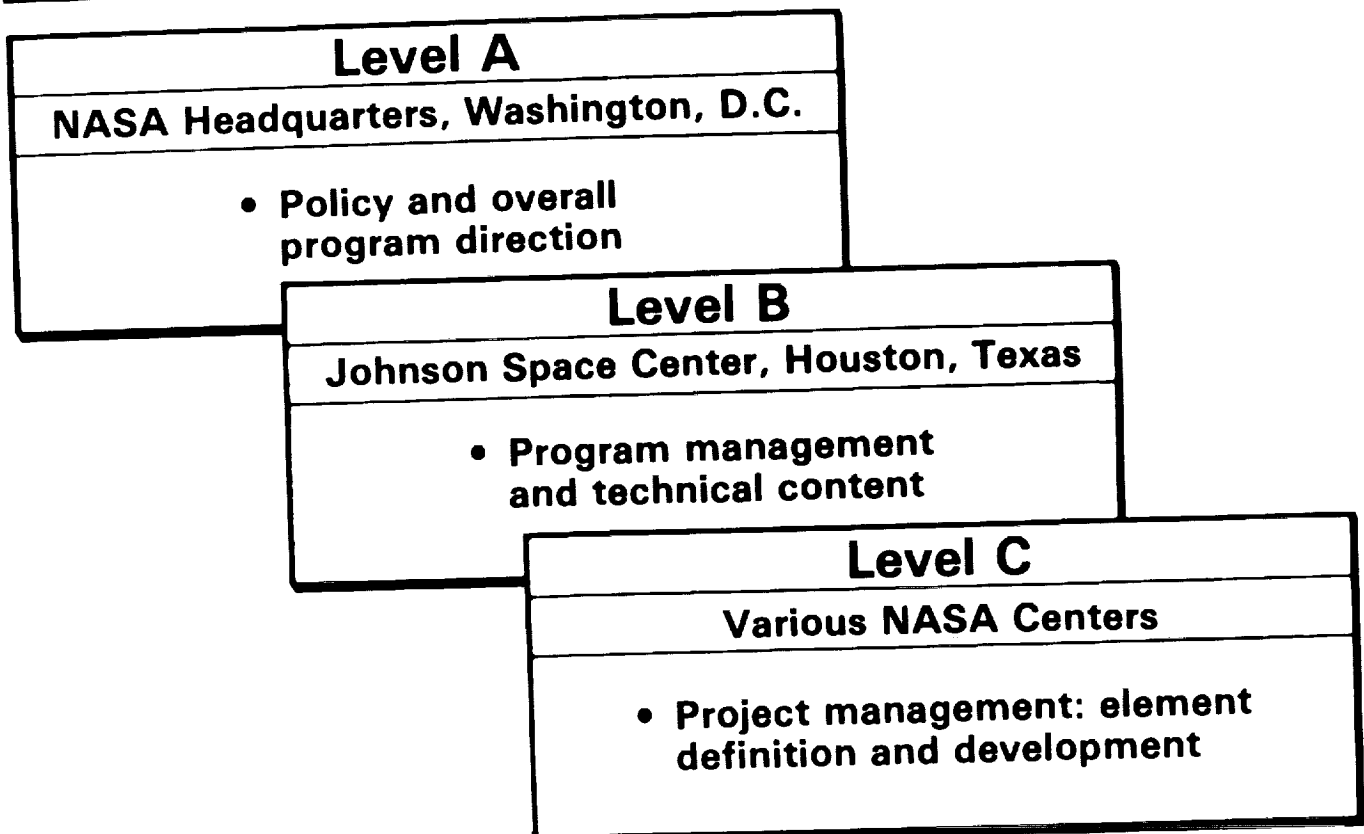 Level A
NASA Headquarters, Washington, D.C.
• Policy and overall
program direction
Level B
Johnson Space Center, Houston, Texas
• Program management
and technical content
Level C
Various NASA Centers
• Project management: element
definition and development